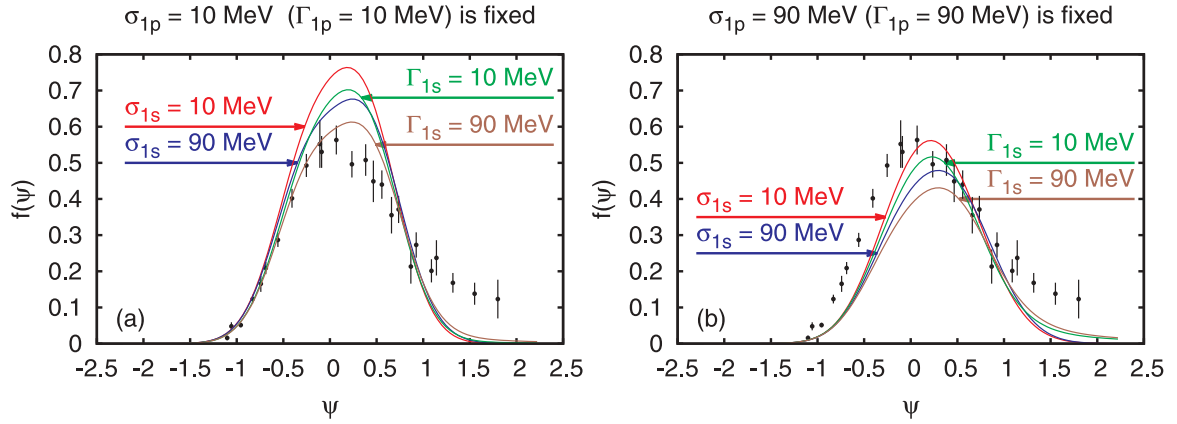 σ1p = 10 MeV (Γ1p = 10 MeV) is fixed
0.8
0.7
0.6
0.5
0.4
0.3
0.2
0.1
0
f(ψ)
Γ1s = 10 MeV
σ1s = 10 MeV
Γ1s = 90 MeV
σ1s = 90 MeV
(a)
-2.5 -2 -1.5 -1 -0.5 0 0.5 1 1.5 2 2.5
ψ
σ1p = 90 MeV (Γ1p = 90 MeV) is fixed
0.8
0.7
0.6
0.5
0.4
0.3
0.2
0.1
0
f(ψ)
Γ1s = 10 MeV
Γ1s = 90 MeV
σ1s = 10 MeV
σ1s = 90 MeV
(b)
-2.5 -2 -1.5 -1 -0.5 0 0.5 1 1.5 2 2.5
ψ